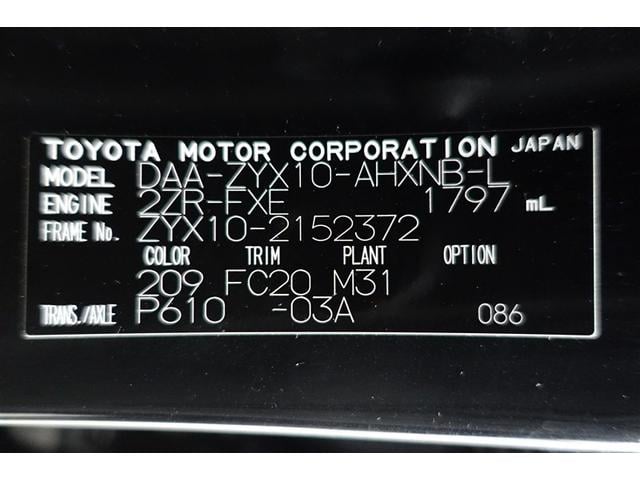 TOYOTA MOTOR CORPORATION JAPAN
MODEL DAA-ZYX10-AHXNB-L
ENGINE 2ZR-FXE 1797 mL
FRAME No. ZYX10-2152372
COLOR TRIM PLANT OPTION
209 FC20 M31
TRANS./AXLE P610 -03A 086